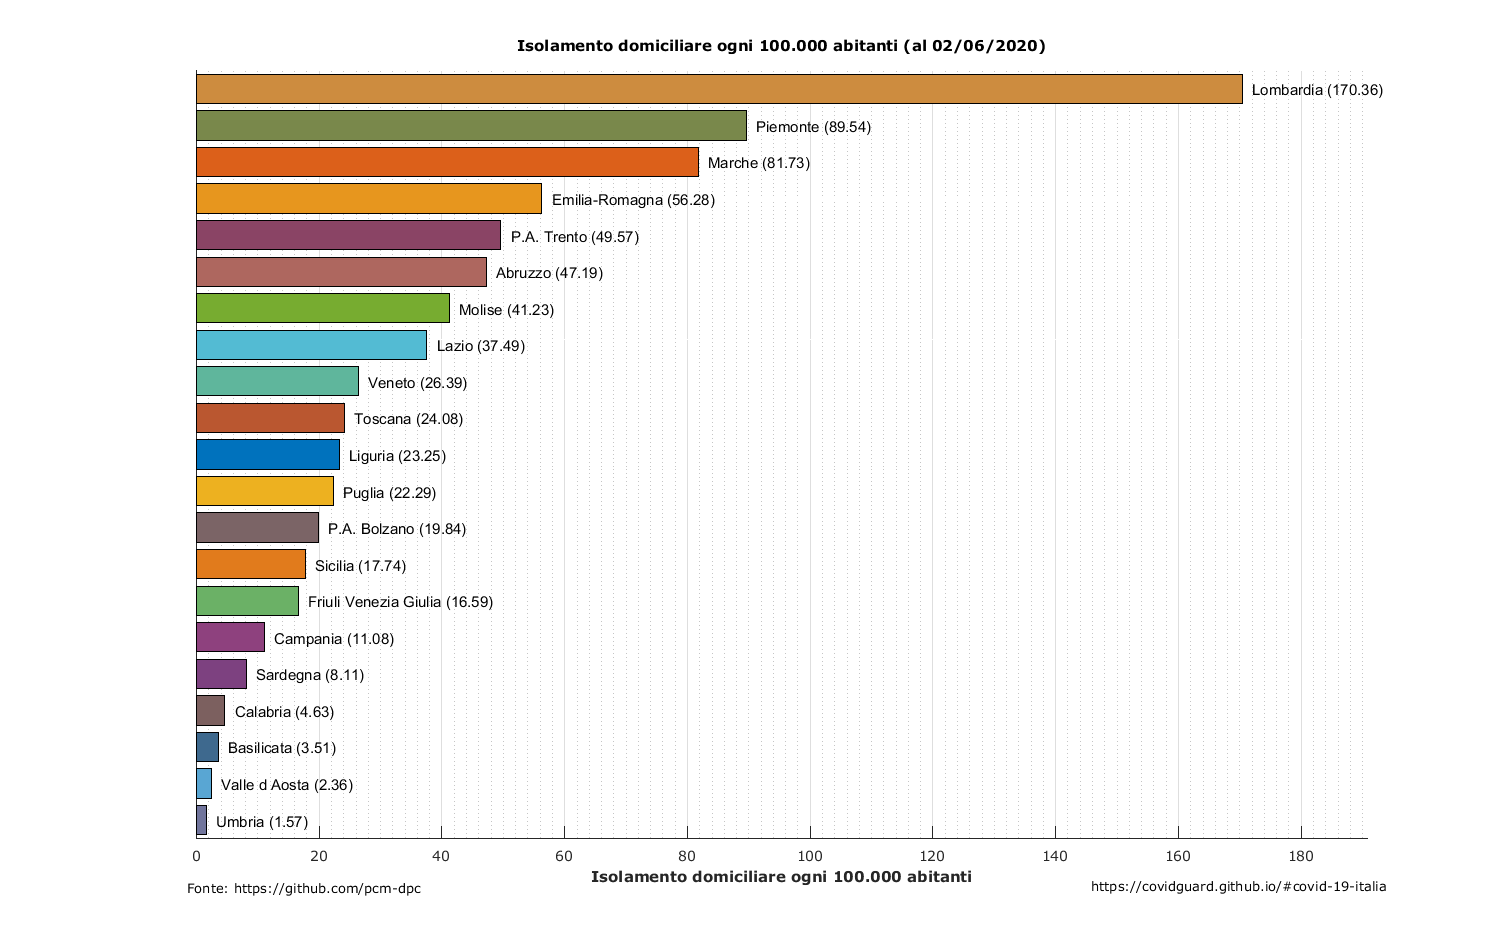 Isolamento domiciliare ogni 100.000 abitanti (al 02/06/2020)
Lombardia (170.36)
Piemonte (89.54)
Marche (81.73)
Emilia-Romagna (56.28)
P.A. Trento (49.57)
Abruzzo (47.19)
Molise (41.23)
Lazio (37.49)
Veneto (26.39)
Toscana (24.08)
Liguria (23.25)
Puglia (22.29)
P.A. Bolzano (19.84)
Sicilia (17.74)
Friuli Venezia Giulia (16.59)
Campania (11.08)
Sardegna (8.11)
Calabria (4.63)
Basilicata (3.51)
Valle d Aosta (2.36)
Umbria (1.57)
0 20 40 60 80 100 120 140 160 180
Isolamento domiciliare ogni 100.000 abitanti
Fonte: https://github.com/pcm-dpc
https://covidguard.github.io/#covid-19-italia